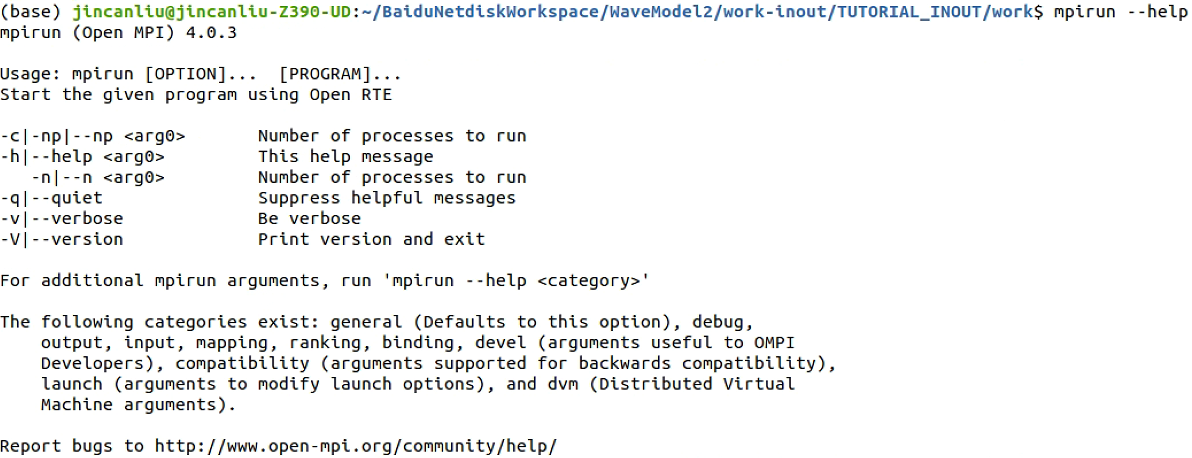 (base) jincanliu@jincanliu-Z390-UD:~/BaiduNetdiskWorkspace/WaveModel2/work-inout/TUTORIAL_INOUT/work$ mpirun --help
mpirun (Open MPI) 4.0.3

Usage: mpirun [OPTION]...  [PROGRAM]...
Start the given program using Open RTE

-c|-np|--np <arg0>       Number of processes to run
-h|--help <arg0>         This help message
   -n|--n <arg0>         Number of processes to run
-q|--quiet               Suppress helpful messages
-v|--verbose             Be verbose
-V|--version             Print version and exit

For additional mpirun arguments, run 'mpirun --help <category>'

The following categories exist: general (Defaults to this option), debug,
    output, input, mapping, ranking, binding, devel (arguments useful to OMPI
    Developers), compatibility (arguments supported for backwards compatibility),
    launch (arguments to modify launch options), and dvm (Distributed Virtual
    Machine arguments).

Report bugs to http://www.open-mpi.org/community/help/